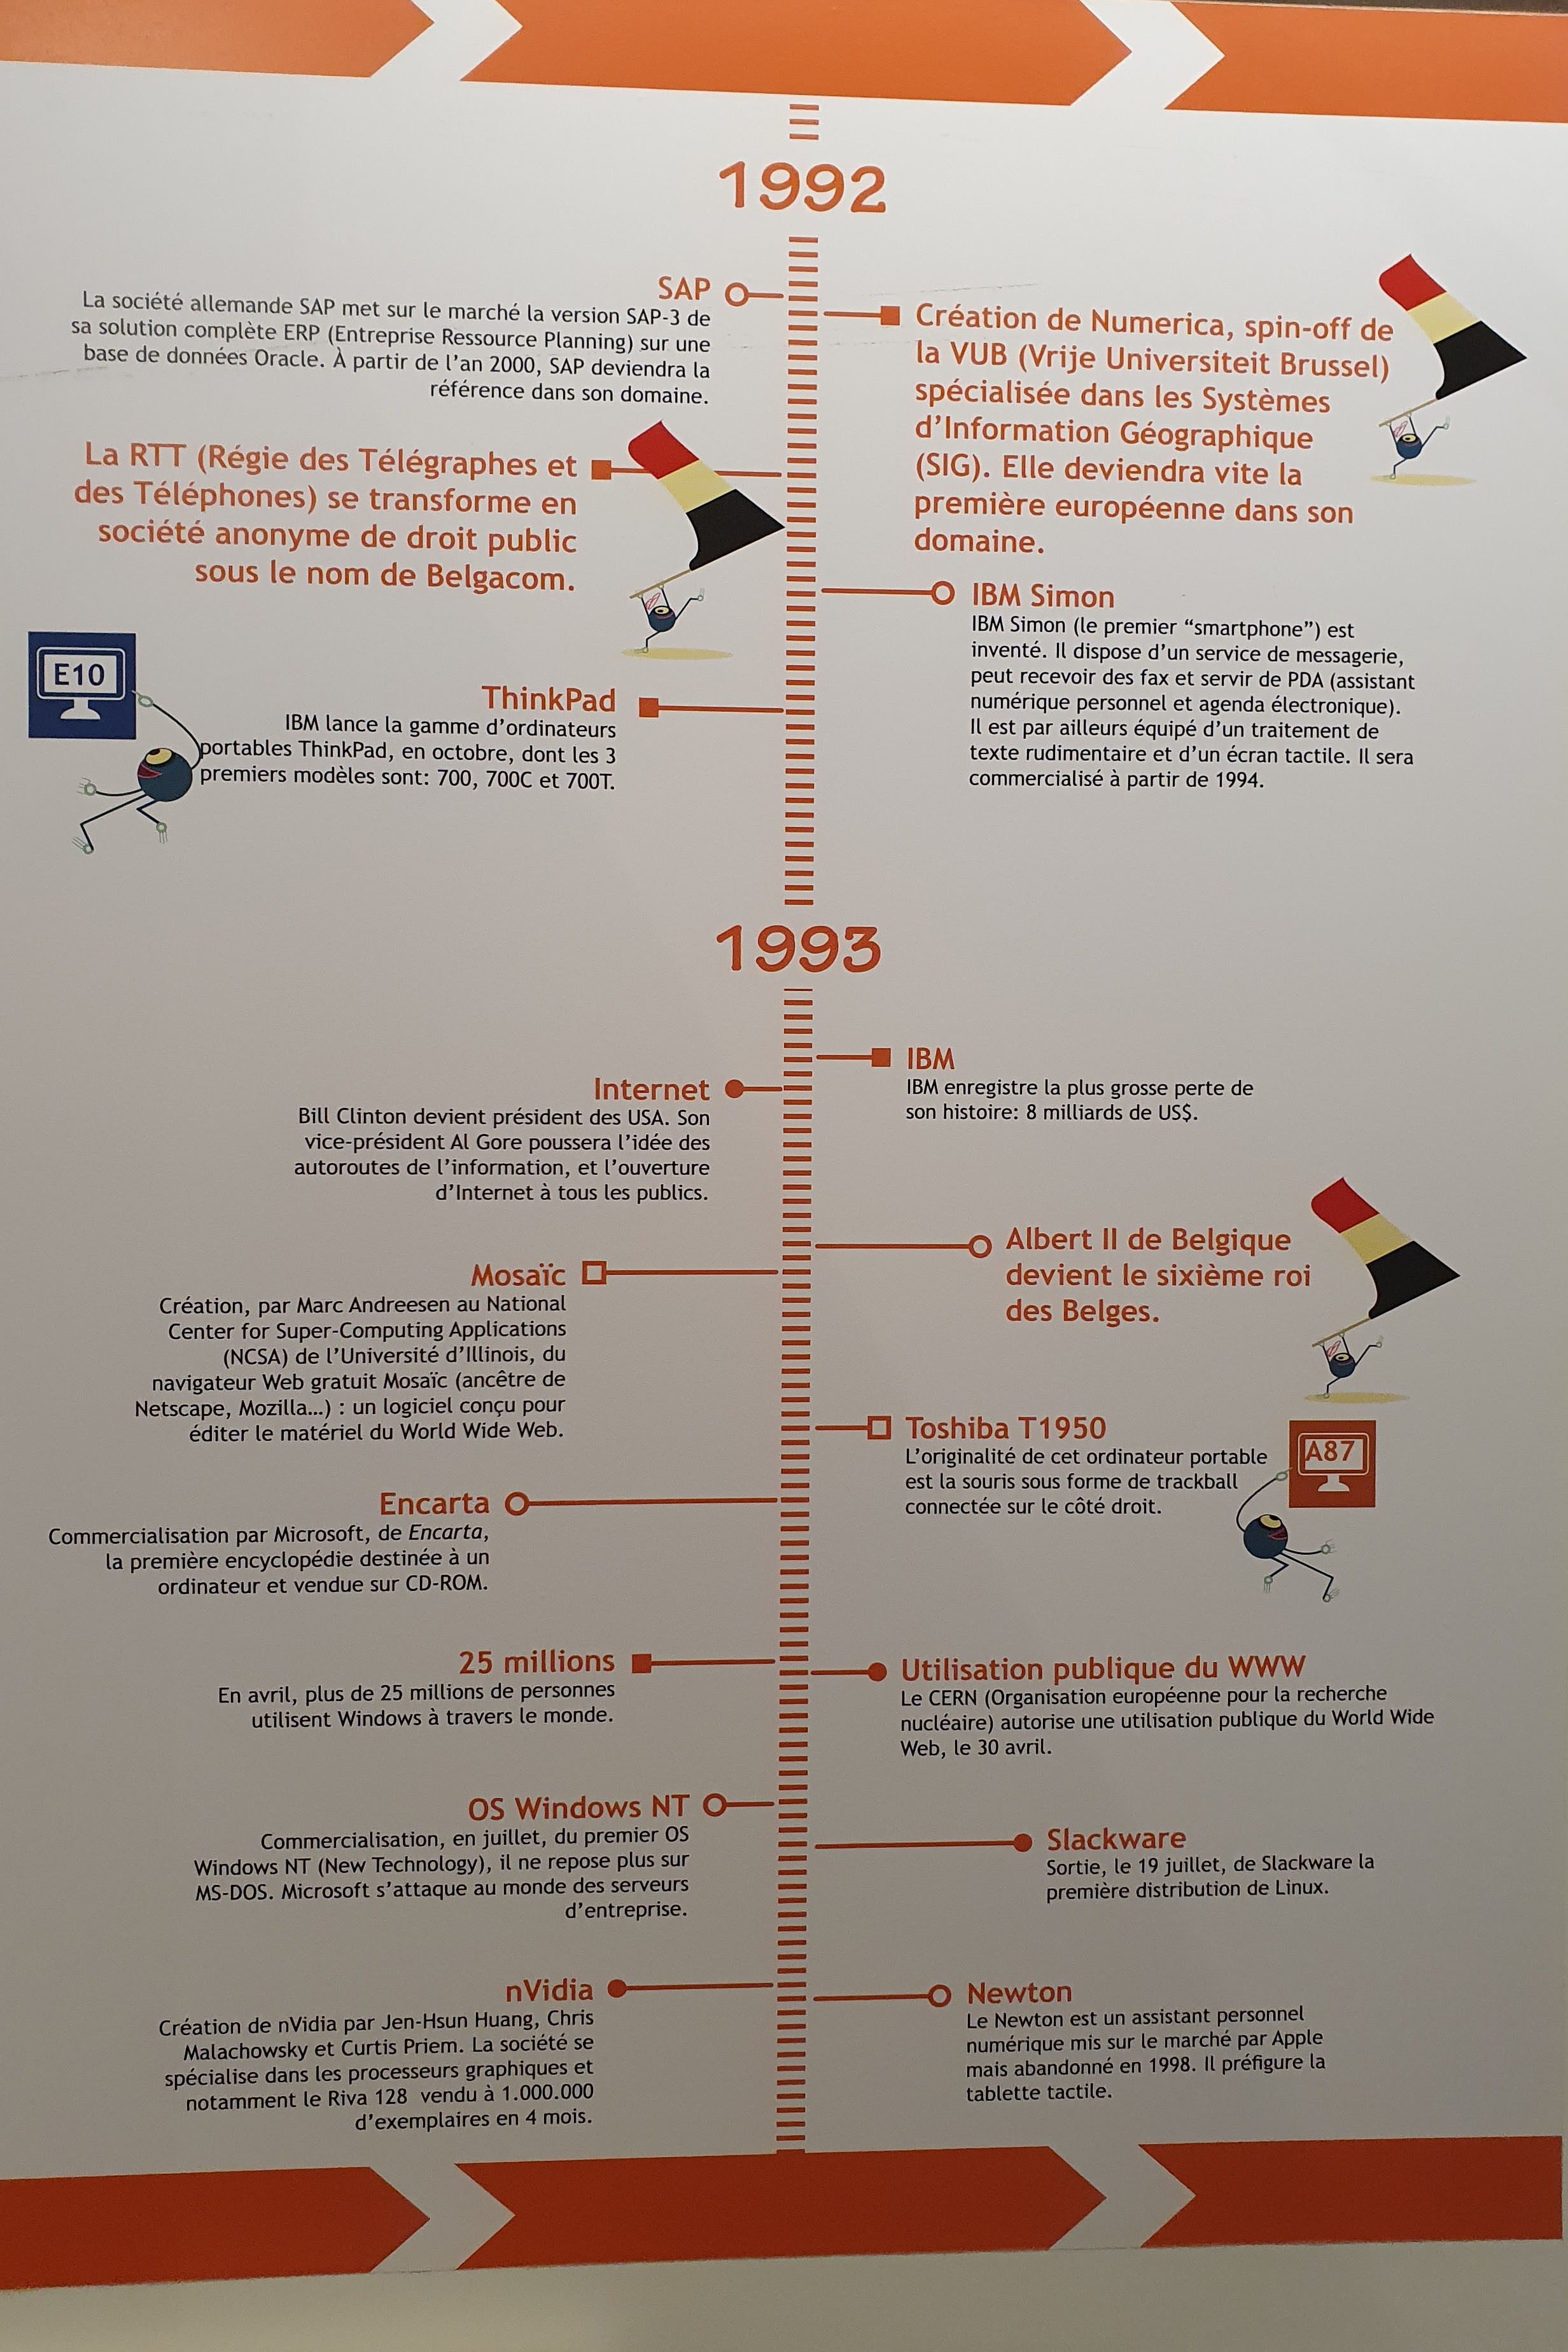 1992
SAP
La société allemande SAP met sur le marché la version SAP-3 de
sa solution complète ERP (Entreprise Ressource Planning) sur une
base de données Oracle. À partir de l'an 2000, SAP deviendra la
référence dans son domaine.
Création de Numerica, spin-off de
la VUB (Vrije Universiteit Brussel)
spécialisée dans les Systèmes
d'Information Géographique
(SIG). Elle deviendra vite la
première européenne dans son
domaine.
La RTT (Régie des Télégraphes et
des Téléphones) se transforme en
société anonyme de droit public
sous le nom de Belgacom.
IBM Simon
IBM Simon (le premier “smartphone”) est
inventé. Il dispose d'un service de messagerie,
peut recevoir des fax et servir de PDA (assistant
numérique personnel et agenda électronique).
Il est par ailleurs équipé d'un traitement de
texte rudimentaire et d'un écran tactile. Il sera
commercialisé à partir de 1994.
E10
ThinkPad
IBM lance la gamme d'ordinateurs
portables ThinkPad, en octobre, dont les 3
premiers modèles sont: 700, 700C et 700T.
1993
IBM
IBM enregistre la plus grosse perte de
son histoire: 8 milliards de US$.
Internet
Bill Clinton devient président des USA. Son
vice-président Al Gore poussera l'idée des
autoroutes de l'information, et l'ouverture
d'Internet à tous les publics.
Albert II de Belgique
devient le sixième roi
des Belges.
Mosaïc
Création, par Marc Andreesen au National
Center for Super-Computing Applications
(NCSA) de l'Université d'Illinois, du
navigateur Web gratuit Mosaïc (ancêtre de
Netscape, Mozilla...) : un logiciel conçu pour
éditer le matériel du World Wide Web.
Toshiba T1950
L'originalité de cet ordinateur portable
est la souris sous forme de trackball
connectée sur le côté droit.
A87
Encarta
Commercialisation par Microsoft, de Encarta,
la première encyclopédie destinée à un
ordinateur et vendue sur CD-ROM.
25 millions
En avril, plus de 25 millions de personnes
utilisent Windows à travers le monde.
Utilisation publique du WWW
Le CERN (Organisation européenne pour la recherche
nucléaire) autorise une utilisation publique du World Wide
Web, le 30 avril.
OS Windows NT
Commercialisation, en juillet, du premier OS
Windows NT (New Technology), il ne repose plus sur
MS-DOS. Microsoft s'attaque au monde des serveurs
d'entreprise.
Slackware
Sortie, le 19 juillet, de Slackware la
première distribution de Linux.
nVidia
Création de nVidia par Jen-Hsun Huang, Chris
Malachowsky et Curtis Priem. La société se
spécialise dans les processeurs graphiques et
notamment le Riva 128 vendu à 1.000.000
d'exemplaires en 4 mois.
Newton
Le Newton est un assistant personnel
numérique mis sur le marché par Apple
mais abandonné en 1998. Il préfigure la
tablette tactile.